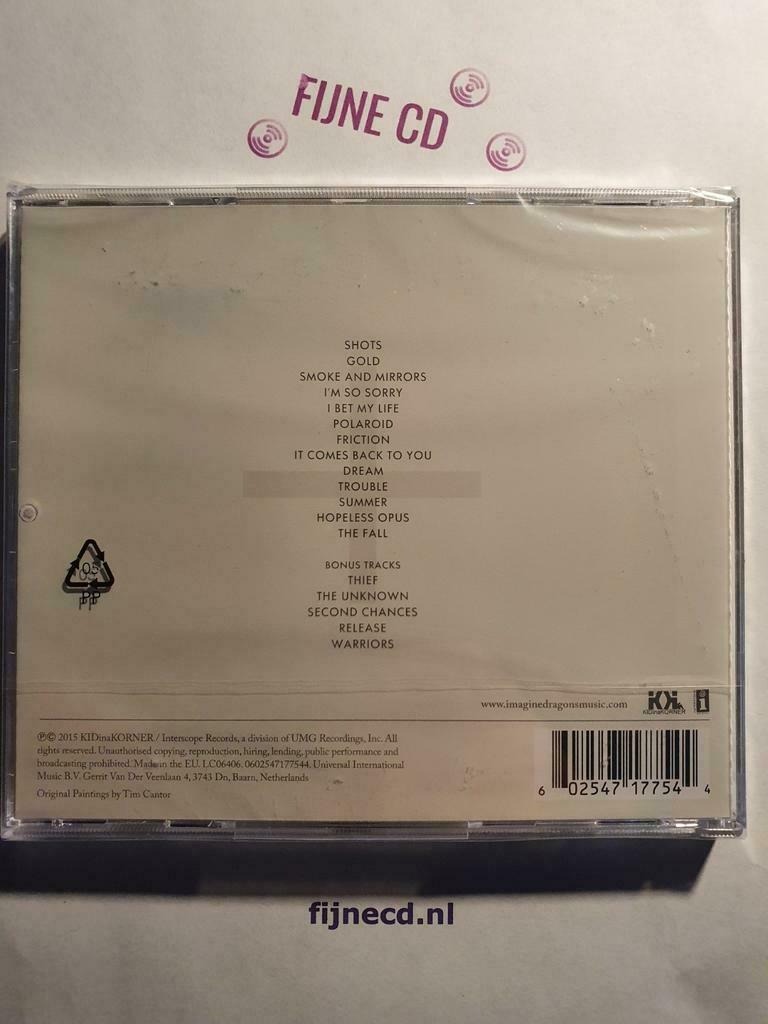 FIJNE CD
SHOTS
GOLD
SMOKE AND MIRRORS
I'M SO SORRY
I BET MY LIFE
POLAROID
FRICTION
IT COMES BACK TO YOU
DREAM
TROUBLE
SUMMER
HOPELESS OPUS
THE FALL
BONUS TRACKS
THIEF
THE UNKNOWN
SECOND CHANCES
RELEASE
WARRIORS
05
PP
www.imaginedragonsmusic.com
KIDinaKORNER
℗© 2015 KIDinaKORNER / Interscope Records, a division of UMG Recordings, Inc. All
rights reserved. Unauthorised copying, reproduction, hiring, lending, public performance and
broadcasting prohibited. Made in the EU. LC06406. 0602547177544. Universal International
Music B.V. Gerrit Van Der Veenlaan 4, 3743 Dn, Baarn, Netherlands
Original Paintings by Tim Cantor
6 02547 17754 4
fijnecd.nl